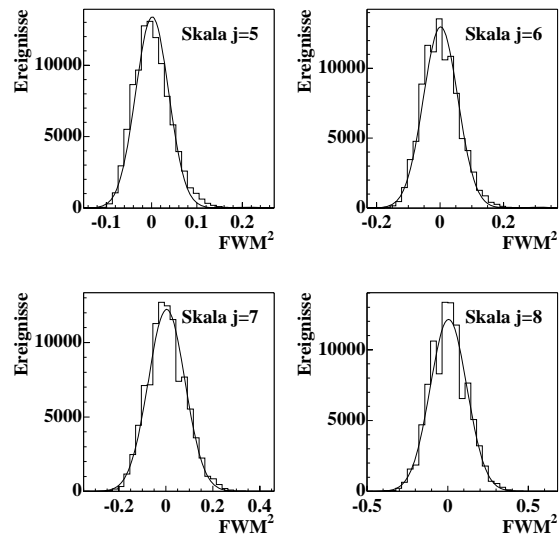 Ereignisse
Skala j=5
10000
5000
0
-0.1 0 0.1 0.2
FWM²
Ereignisse
Skala j=6
10000
5000
0
-0.2 0 0.2
FWM²
Ereignisse
Skala j=7
10000
5000
0
-0.2 0 0.2 0.4
FWM²
Ereignisse
Skala j=8
10000
5000
0
-0.5 0 0.5
FWM²